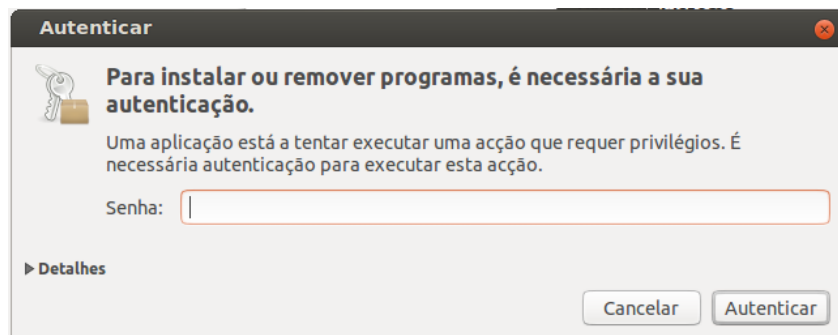 Autenticar
Para instalar ou remover programas, é necessária a sua
autenticação.
Uma aplicação está a tentar executar uma acção que requer privilégios. É
necessária autenticação para executar esta acção.
Senha:
Detalhes
Cancelar
Autenticar